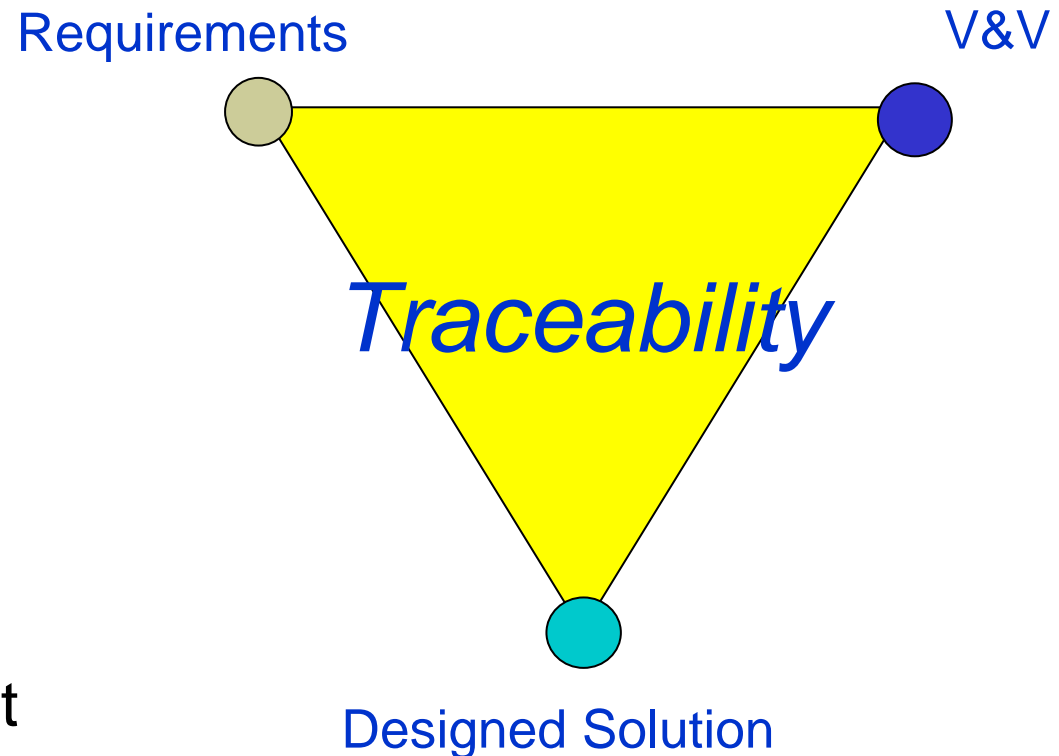 Requirements
V&V
Traceability
t
Designed Solution